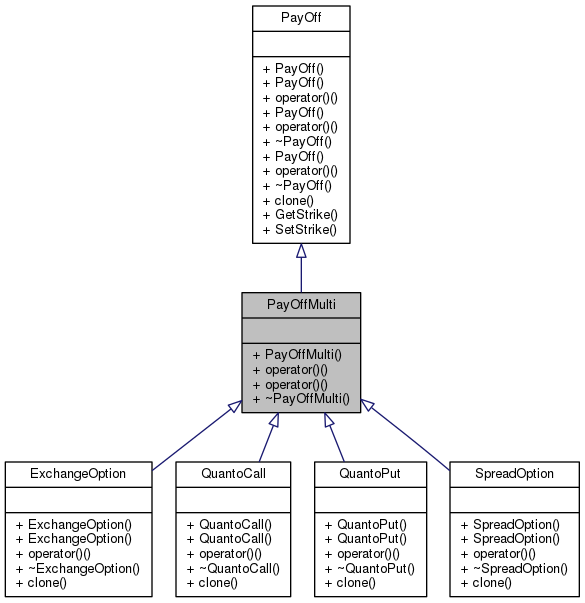 PayOff
+ PayOff()
+ PayOff()
+ operator()()
+ PayOff()
+ operator()()
+ ~PayOff()
+ PayOff()
+ operator()()
+ ~PayOff()
+ clone()
+ GetStrike()
+ SetStrike()
PayOffMulti
+ PayOffMulti()
+ operator()()
+ operator()()
+ ~PayOffMulti()
ExchangeOption
+ ExchangeOption()
+ ExchangeOption()
+ operator()()
+ ~ExchangeOption()
+ clone()
QuantoCall
+ QuantoCall()
+ QuantoCall()
+ operator()()
+ ~QuantoCall()
+ clone()
QuantoPut
+ QuantoPut()
+ QuantoPut()
+ operator()()
+ ~QuantoPut()
+ clone()
SpreadOption
+ SpreadOption()
+ SpreadOption()
+ operator()()
+ ~SpreadOption()
+ clone()